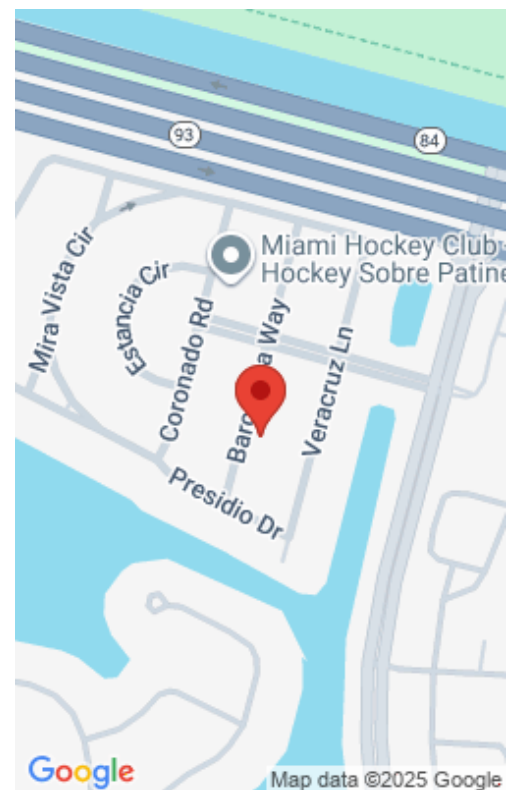 93
84
Miami Hockey Club -
Hockey Sobre Patine
Mira Vista Cir
Estancia Cir
Coronado Rd
Veracruz Ln
Presidio Dr
Google
Map data ©2025 Google